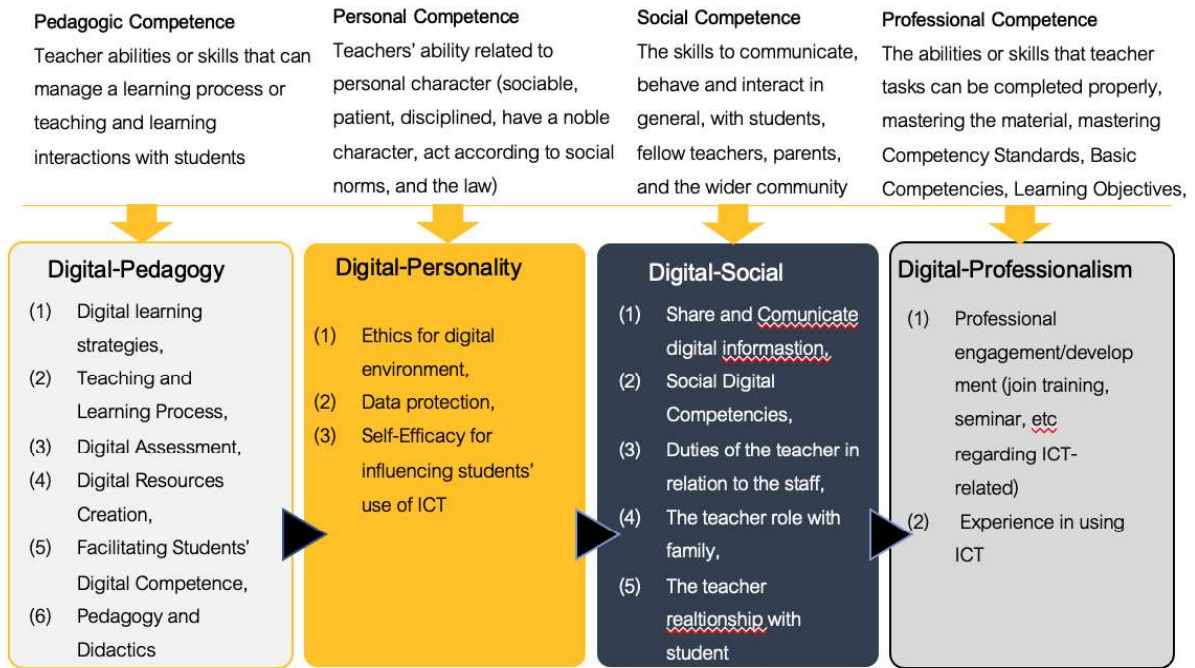 Pedagogic Competence
Teacher abilities or skills that can
manage a learning process or
teaching and learning
interactions with students
Personal Competence
Teachers' ability related to
personal character (sociable,
patient, disciplined, have a noble
character, act according to social
norms, and the law)
Social Competence
The skills to communicate,
behave and interact in
general, with students,
fellow teachers, parents,
and the wider community
Professional Competence
The abilities or skills that teacher
tasks can be completed properly,
mastering the material, mastering
Competency Standards, Basic
Competencies, Learning Objectives,
Digital-Pedagogy
(1) Digital learning
strategies,
(2) Teaching and
Learning Process,
(3) Digital Assessment,
(4) Digital Resources
Creation,
(5) Facilitating Students'
Digital Competence,
(6) Pedagogy and
Didactics
Digital-Personality
(1) Ethics for digital
environment,
(2) Data protection,
(3) Self-Efficacy for
influencing students'
use of ICT
Digital-Social
(1) Share and Comunicate
digital informastion,
(2) Social Digital
Competencies,
(3) Duties of the teacher in
relation to the staff,
(4) The teacher role with
family,
(5) The teacher
realtionship with
student
Digital-Professionalism
(1) Professional
engagement/develop
ment (join training,
seminar, etc
regarding ICT-
related)
(2) Experience in using
ICT